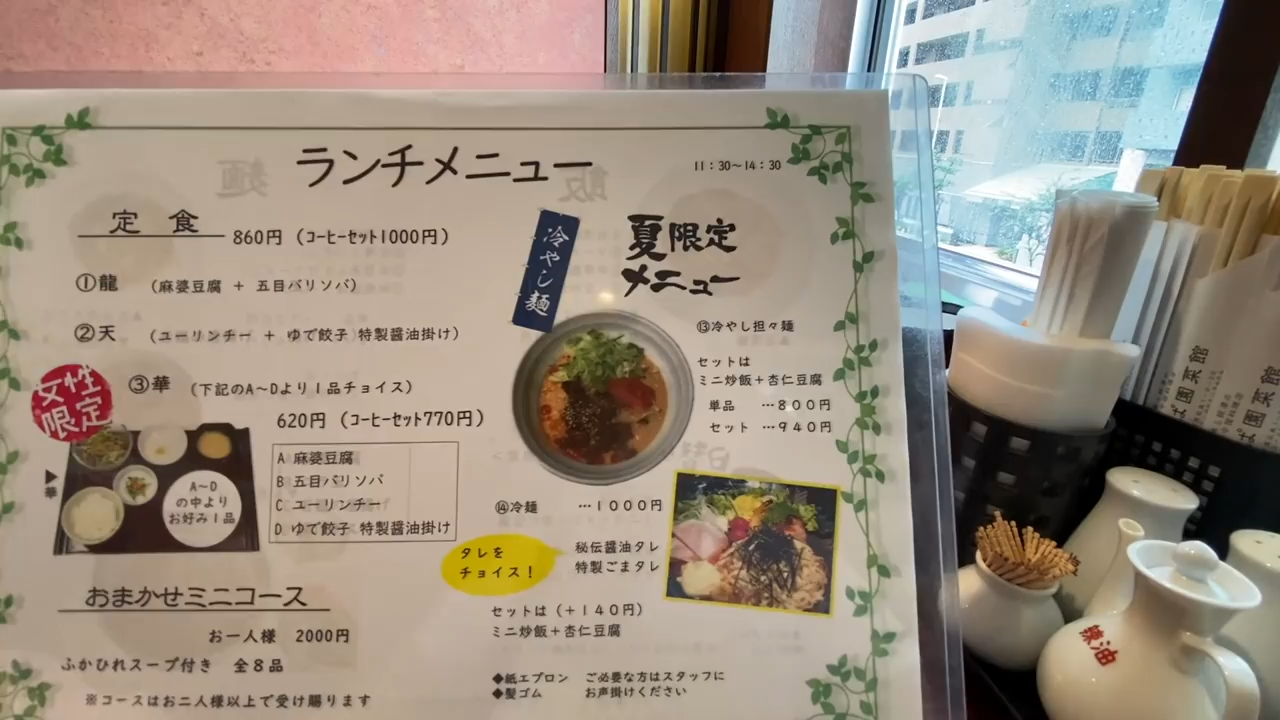 ランチメニュー
11：30～14：30
定 食
860円（コーヒーセット1000円）
①龍 （麻婆豆腐 ＋ 五目バリソバ）
②天 （ユーリンチー ＋ ゆで餃子 特製醤油掛け）
女性
限定
③華 （下記のA～Dより1品チョイス）
620円（コーヒーセット770円）
▶華
A～D
の中より
お好み1品
A 麻婆豆腐
B 五目バリソバ
C ユーリンチー
D ゆで餃子 特製醤油掛け
おまかせミニコース
お一人様 2000円
ふかひれスープ付き 全８品
※コースはお二人様以上で受け賜ります
冷やし麺
夏限定
メニュー
⑬冷やし担々麺
セットは
ミニ炒飯＋杏仁豆腐
単品 …８００円
セット …９４０円
⑭冷麺 …１０００円
タレを
チョイス！
秘伝醤油タレ
特製ごまタレ
セットは（＋１４０円）
ミニ炒飯＋杏仁豆腐
◆紙エプロン ご必要な方はスタッフに
◆髪ゴム お声掛けください
麺
飯
ぱ園菜館
ぱ園菜館
辣油